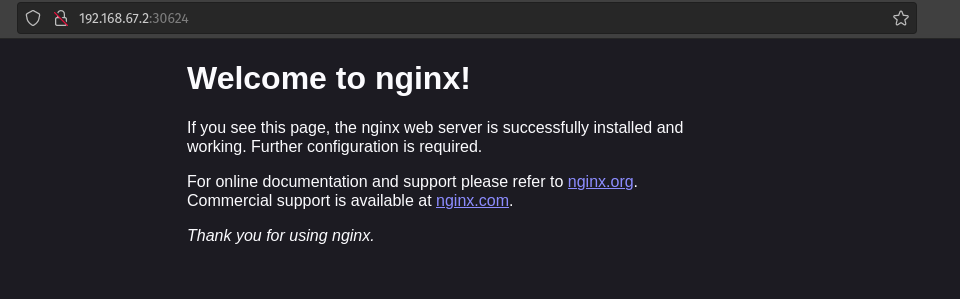 192.168.67.2:30624
Welcome to nginx!
If you see this page, the nginx web server is successfully installed and
working. Further configuration is required.
For online documentation and support please refer to nginx.org.
Commercial support is available at nginx.com.
Thank you for using nginx.